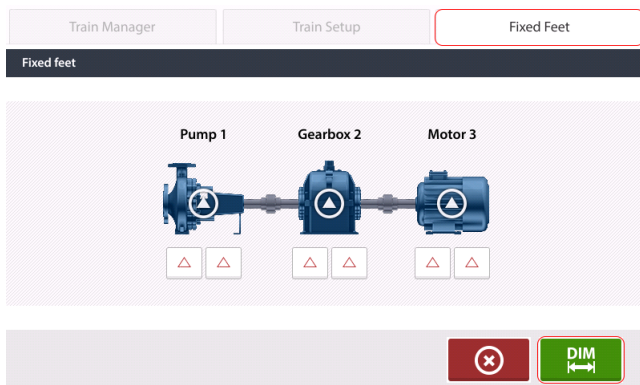 Train Manager
Train Setup
Fixed Feet
Fixed feet
Pump 1
Gearbox 2
Motor 3
DIM